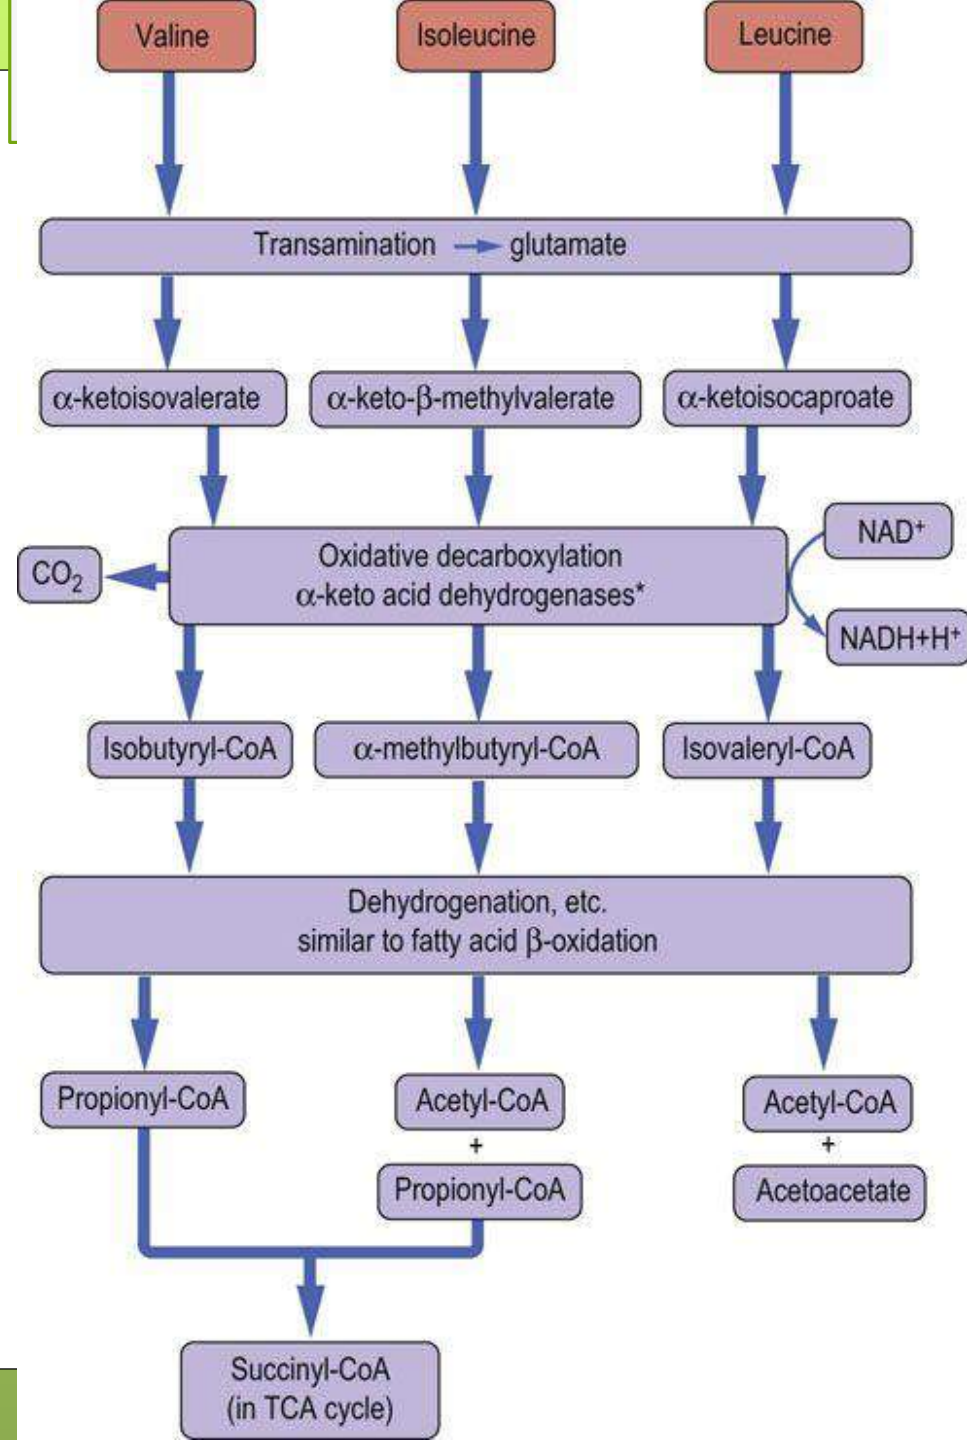 Valine
Isoleucine
Leucine
Transamination → glutamate
α-ketoisovalerate
α-keto-β-methylvalerate
α-ketoisocaproate
Oxidative decarboxylation
α-keto acid dehydrogenases*
CO₂
NAD⁺
NADH+H⁺
Isobutyryl-CoA
α-methylbutyryl-CoA
Isovaleryl-CoA
Dehydrogenation, etc.
similar to fatty acid β-oxidation
Propionyl-CoA
Acetyl-CoA
+
Propionyl-CoA
Acetyl-CoA
+
Acetoacetate
Succinyl-CoA
(in TCA cycle)